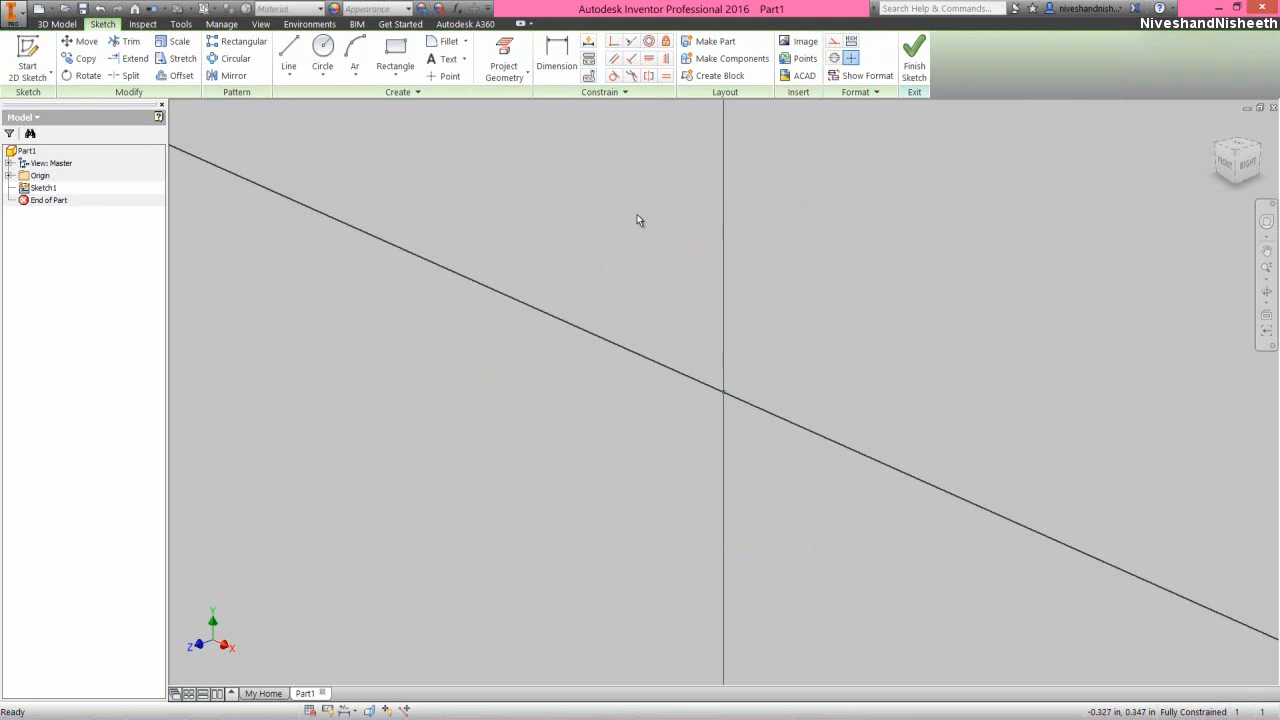 Material
Appearance
Autodesk Inventor Professional 2016 Part1
Search Help & Commands...
niveshandnish...
NiveshandNisheeth
PRO
3D Model Sketch Inspect Tools Manage View Environments BIM Get Started Autodesk A360
Start
2D Sketch
Move Trim Scale
Stretch
Rotate Split Offset
Rectangular
Circular
Mirror
Line Circle Ar Rectangle
Fillet
Text
Point
Project
Geometry
Dimension
Make Part
Make Components
Create Block
Image
Points
ACAD
Show Format
Finish
Sketch
Sketch Modify Pattern Create Constrain Layout Insert Format Exit
Model
Part1
View: Master
Origin
Sketch1
End of Part
FRONT RIGHT
Y
Z X
My Home Part1
Ready
-0.327 in, 0.347 in Fully Constrained 1 1